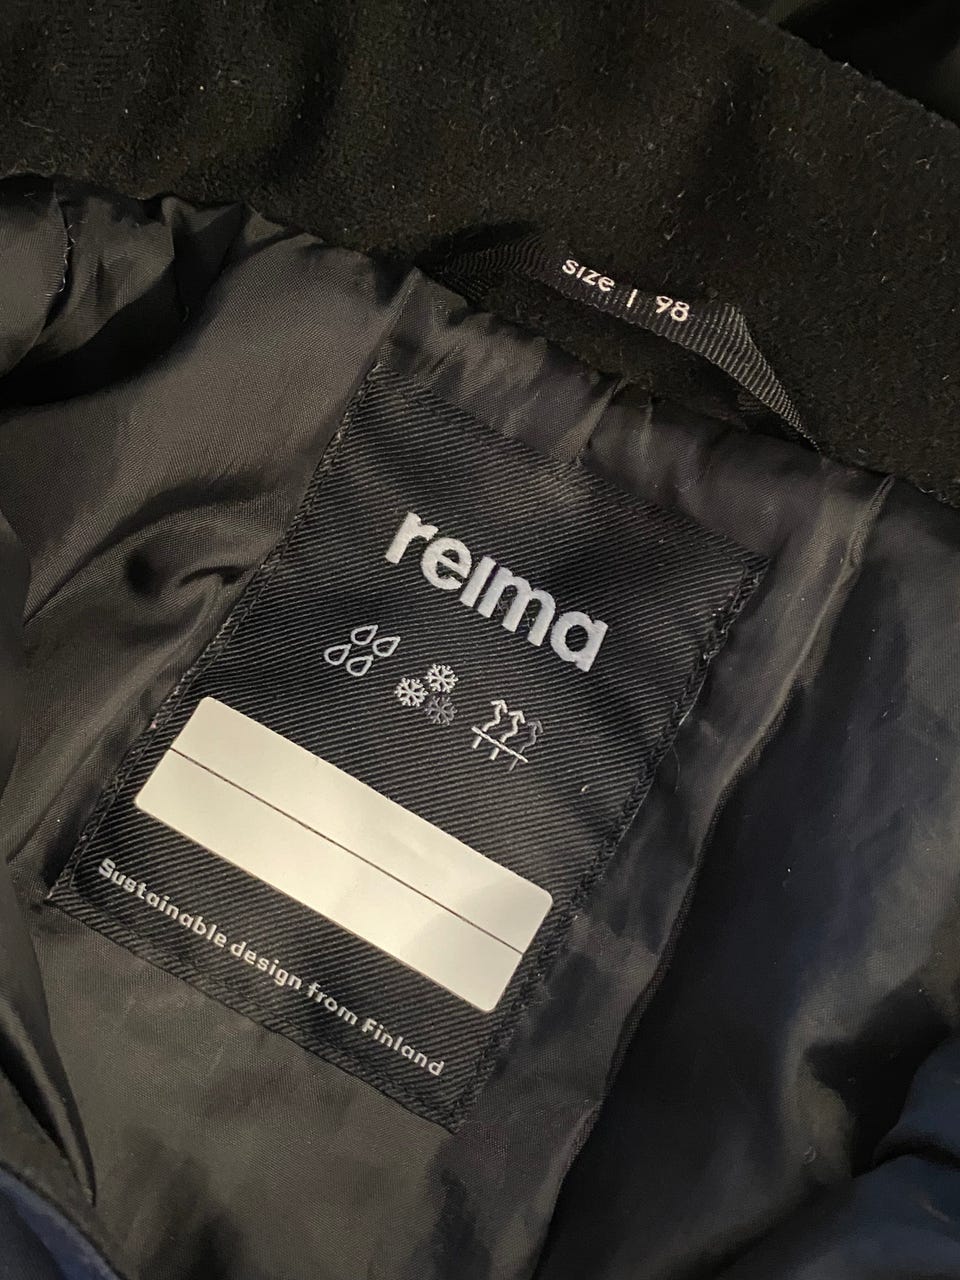 size | 98
reima
Sustainable design from Finland